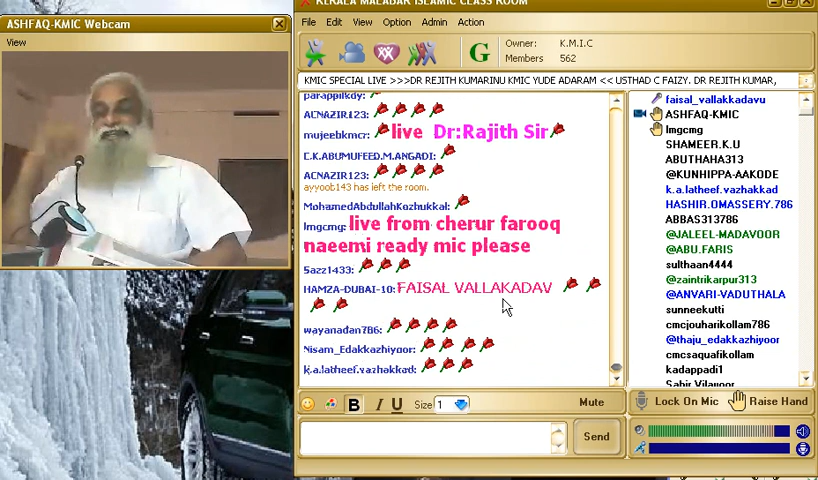 ASHFAQ-KMIC Webcam
View
KERALA MALABAR ISLAMIC CLASS ROOM
File Edit View Option Admin Action
G
Owner: K.M.I.C
Members 562
KMIC SPECIAL LIVE >>>DR REJITH KUMARINU KMIC YUDE ADARAM << USTHAD C FAIZY. DR REJITH KUMAR,
parappilkdy:
ACNAZIR123:
mujeebkmcr: live Dr:Rajith Sir
C.K.ABUMUFEED.M.ANGADI:
ACNAZIR123:
ayyoob143 has left the room.
MohamedAbdullahKozhukkal:
lmgcmg: live from cherur farooq
naeemi ready mic please
5azz1433:
HAMZA-DUBAI-10: FAISAL VALLAKADAV
wayanadan786:
Nisam_Edakkazhiyoor:
k.a.latheef.vazhakkad:
faisal_vallakkadavu
ASHFAQ-KMIC
lmgcmg
SHAMEER.K.U
ABUTHAHA313
@KUNHIPPA-AAKODE
k.a.latheef.vazhakkad
HASHIR.OMASSERY.786
ABBAS313786
@JALEEL-MADAVOOR
@ABU.FARIS
sulthaan4444
@zaintrikarpur313
@ANVARI-VADUTHALA
sunneekutti
cmcjouharikollam786
@thaju_edakkazhiyoor
cmcsaquafikollam
kadappadi1
Sabir Vilayoor
B I U Size 1 Mute
Lock On Mic Raise Hand
Send